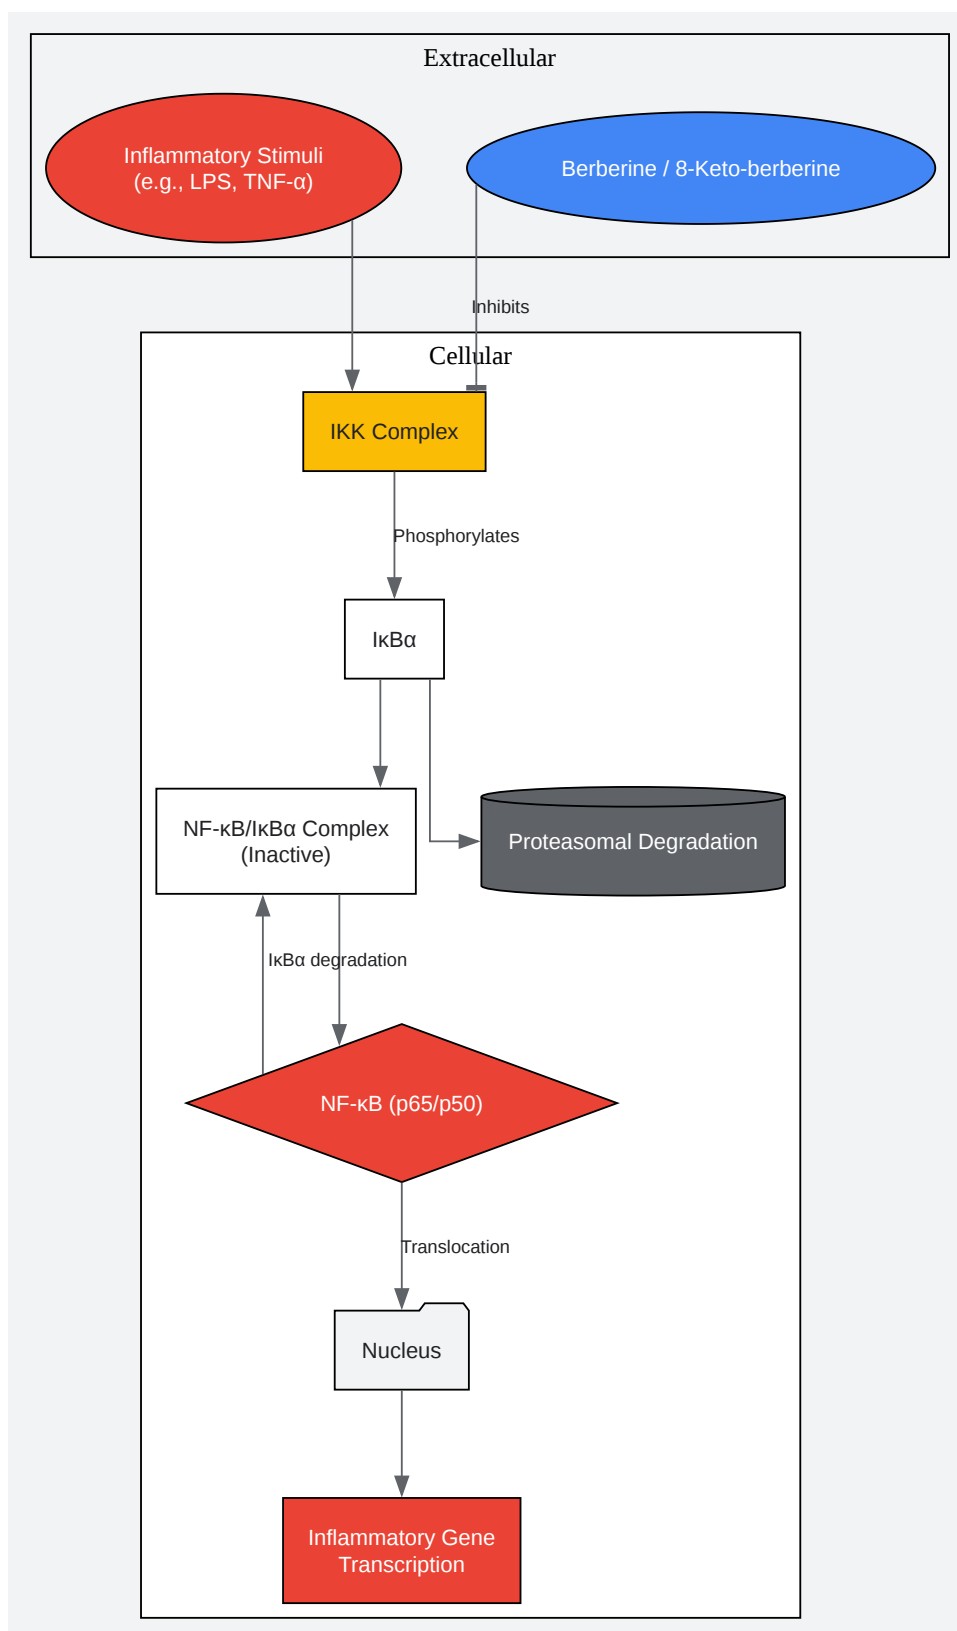 Extracellular
Inflammatory Stimuli
(e.g., LPS, TNF-α)
Berberine / 8-Keto-berberine
Inhibits
Cellular
IKK Complex
Phosphorylates
IκBα
NF-κB/IκBα Complex
(Inactive)
Proteasomal Degradation
IκBα degradation
NF-κB (p65/p50)
Translocation
Nucleus
Inflammatory Gene
Transcription